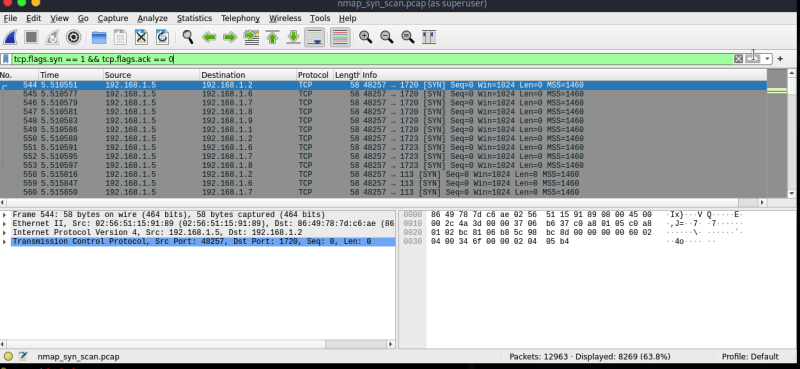 nmap_syn_scan.pcap (as superuser)
File Edit View Go Capture Analyze Statistics Telephony Wireless Tools Help
tcp.flags.syn == 1 && tcp.flags.ack == 0
No. Time Source Destination Protocol Length Info
544 5.510551 192.168.1.5 192.168.1.2 TCP 58 48257 → 1720 [SYN] Seq=0 Win=1024 Len=0 MSS=1460
545 5.510577 192.168.1.5 192.168.1.6 TCP 58 48257 → 1720 [SYN] Seq=0 Win=1024 Len=0 MSS=1460
546 5.510579 192.168.1.5 192.168.1.7 TCP 58 48257 → 1720 [SYN] Seq=0 Win=1024 Len=0 MSS=1460
547 5.510581 192.168.1.5 192.168.1.8 TCP 58 48257 → 1720 [SYN] Seq=0 Win=1024 Len=0 MSS=1460
548 5.510583 192.168.1.5 192.168.1.9 TCP 58 48257 → 1720 [SYN] Seq=0 Win=1024 Len=0 MSS=1460
549 5.510586 192.168.1.5 192.168.1.1 TCP 58 48257 → 1720 [SYN] Seq=0 Win=1024 Len=0 MSS=1460
550 5.510588 192.168.1.5 192.168.1.2 TCP 58 48257 → 1723 [SYN] Seq=0 Win=1024 Len=0 MSS=1460
551 5.510591 192.168.1.5 192.168.1.6 TCP 58 48257 → 1723 [SYN] Seq=0 Win=1024 Len=0 MSS=1460
552 5.510595 192.168.1.5 192.168.1.7 TCP 58 48257 → 1723 [SYN] Seq=0 Win=1024 Len=0 MSS=1460
553 5.510597 192.168.1.5 192.168.1.8 TCP 58 48257 → 1723 [SYN] Seq=0 Win=1024 Len=0 MSS=1460
558 5.515816 192.168.1.5 192.168.1.2 TCP 58 48257 → 113 [SYN] Seq=0 Win=1024 Len=0 MSS=1460
559 5.515847 192.168.1.5 192.168.1.6 TCP 58 48257 → 113 [SYN] Seq=0 Win=1024 Len=0 MSS=1460
560 5.515850 192.168.1.5 192.168.1.7 TCP 58 48257 → 113 [SYN] Seq=0 Win=1024 Len=0 MSS=1460
Frame 544: 58 bytes on wire (464 bits), 58 bytes captured (464 bits)
Ethernet II, Src: 02:56:51:15:91:89 (02:56:51:15:91:89), Dst: 86:49:78:7d:c6:ae (86
Internet Protocol Version 4, Src: 192.168.1.5, Dst: 192.168.1.2
Transmission Control Protocol, Src Port: 48257, Dst Port: 1720, Seq: 0, Len: 0
0000 86 49 78 7d c6 ae 02 56 51 15 91 89 08 00 45 00 ·Ix}···V Q·····E·
0010 00 2c 4a 3d 00 00 37 06 b6 37 c0 a8 01 05 c0 a8 ·,J=··7· ·7······
0020 01 02 bc 81 06 b8 5c 98 bc 8d 00 00 00 00 60 02 ······\· ······`·
0030 04 00 34 6f 00 00 02 04 05 b4 ··4o···· ··
nmap_syn_scan.pcap
Packets: 12963 · Displayed: 8269 (63.8%)
Profile: Default